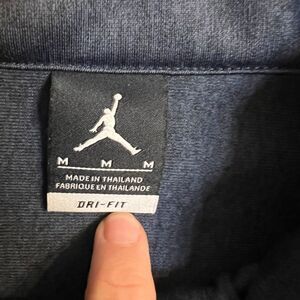 M M M
MADE IN THAILAND
FABRIQUE EN THAILANDE
DRI-FIT